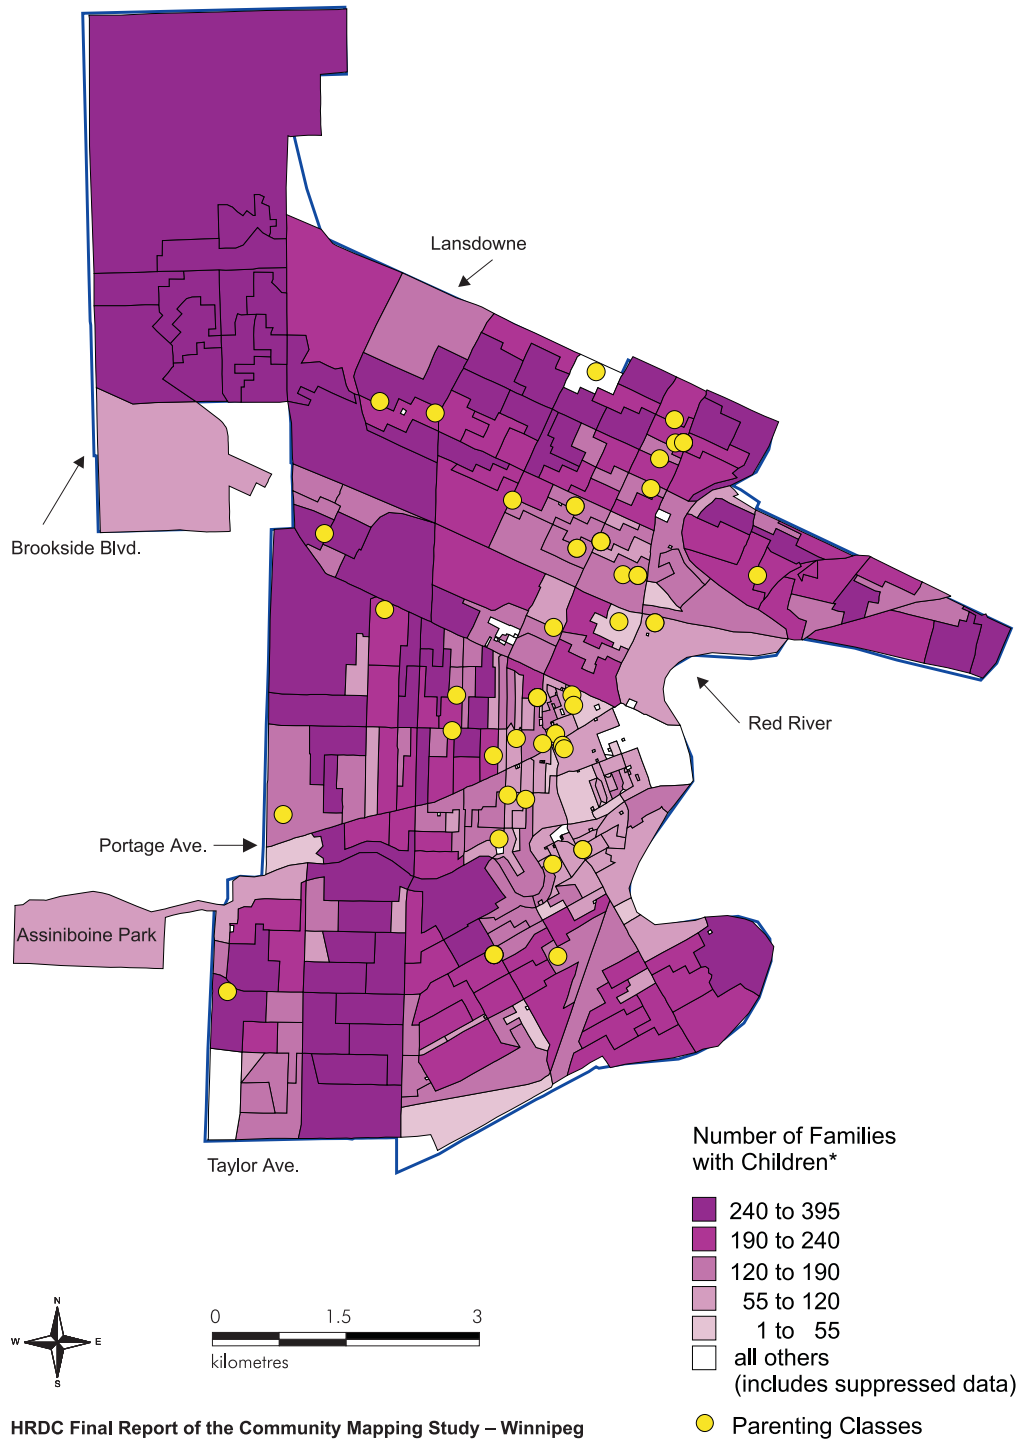 Lansdowne
Brookside Blvd.
Red River
Portage Ave.
Assiniboine Park
Taylor Ave.
Number of Families
with Children*
240 to 395
190 to 240
120 to 190
55 to 120
1 to 55
all others
(includes suppressed data)
Parenting Classes
N
W E
S
0 1.5 3
kilometres
HRDC Final Report of the Community Mapping Study – Winnipeg